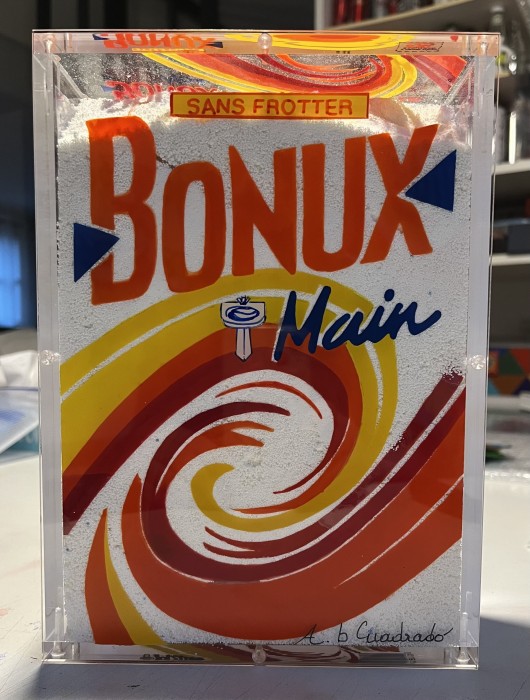 SANS FROTTER
BONUX
Main
A. b Cuadrado